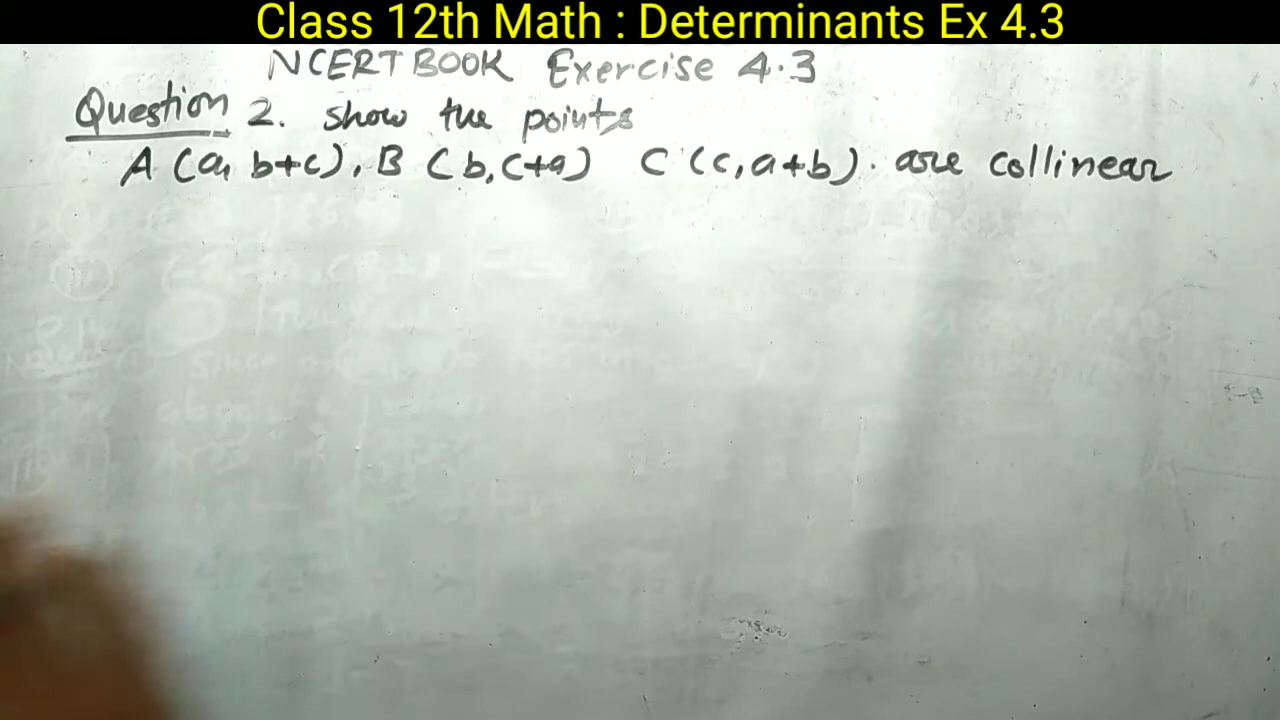 Class 12th Math : Determinants Ex 4.3
NCERT BOOK Exercise 4.3
Question 2. show the points
A (a, b+c), B (b, c+a) C (c, a+b). are collinear